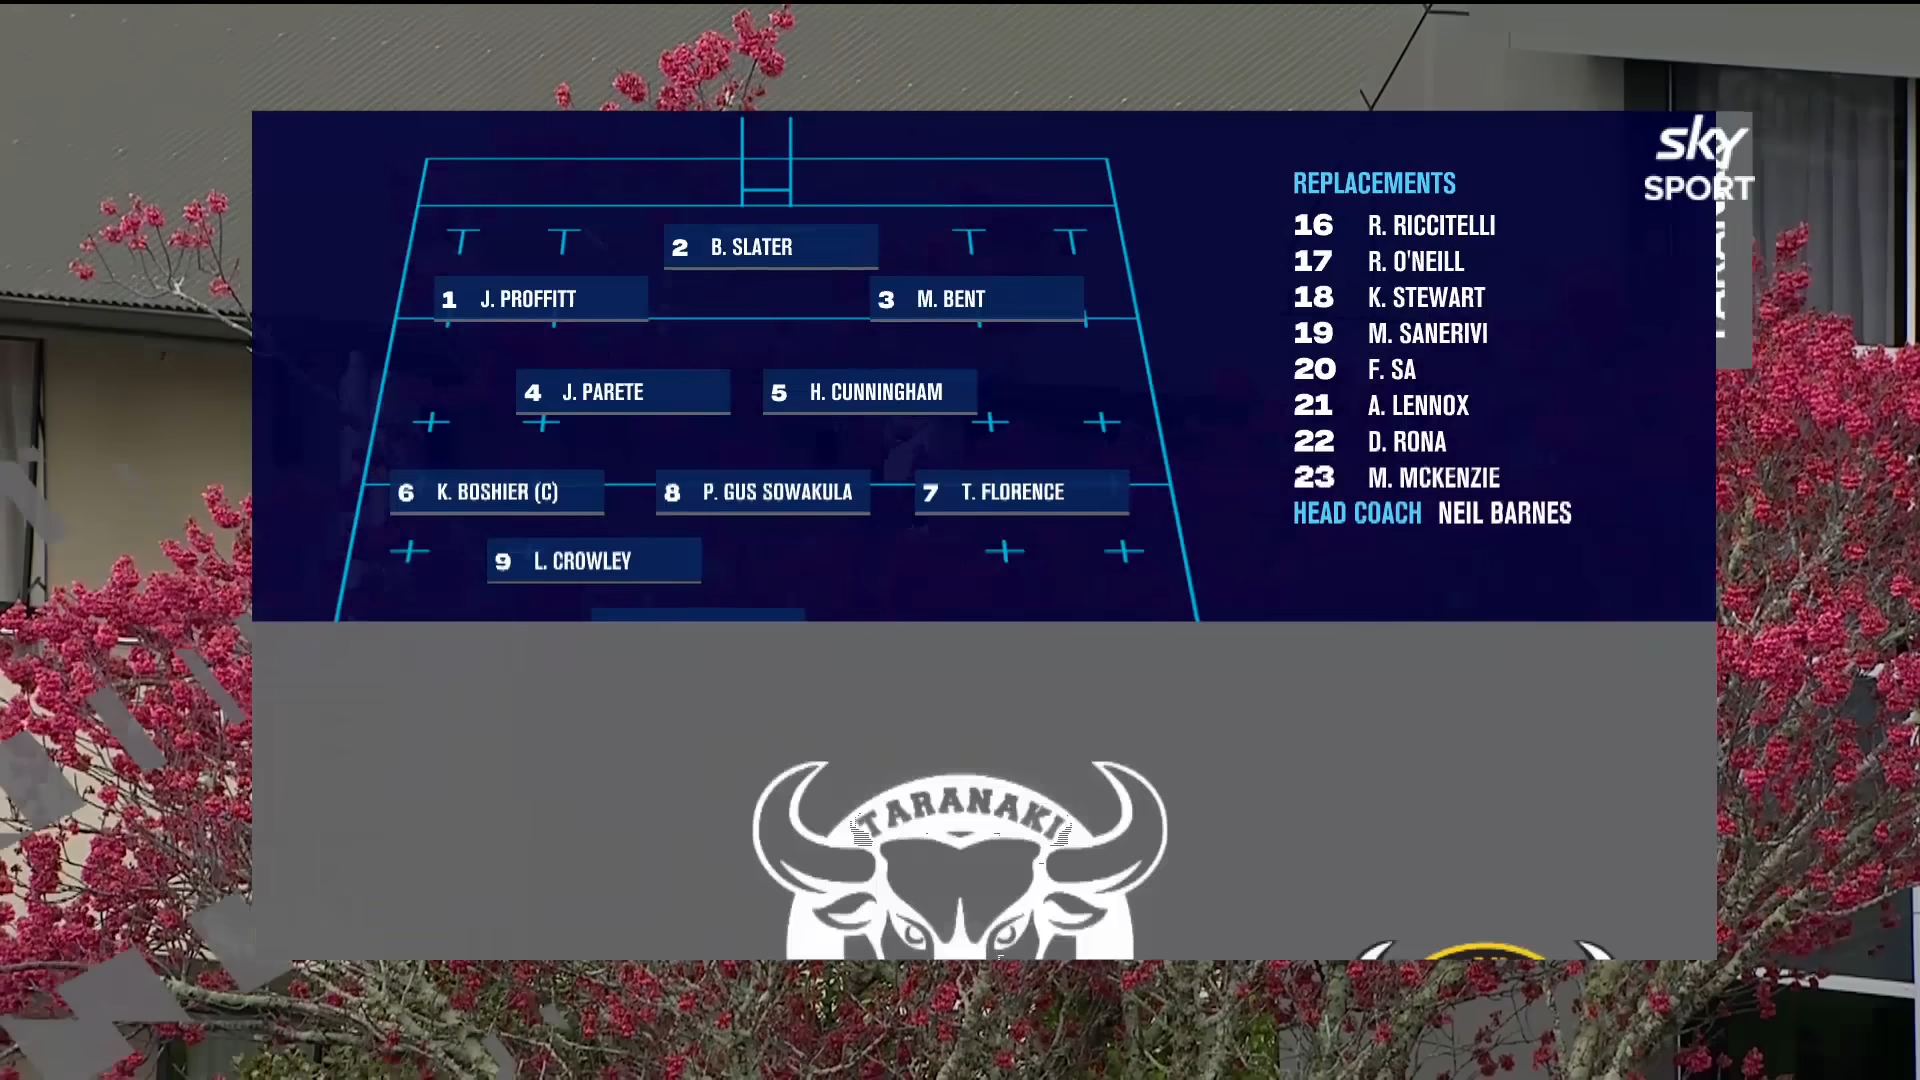 sky
SPORT
2 B. SLATER
1 J. PROFFITT
3 M. BENT
4 J. PARETE
5 H. CUNNINGHAM
6 K. BOSHIER (C)
8 P. GUS SOWAKULA
7 T. FLORENCE
9 L. CROWLEY
REPLACEMENTS
16 R. RICCITELLI
17 R. O'NEILL
18 K. STEWART
19 M. SANERIVI
20 F. SA
21 A. LENNOX
22 D. RONA
23 M. MCKENZIE
HEAD COACH NEIL BARNES
TARANAKI